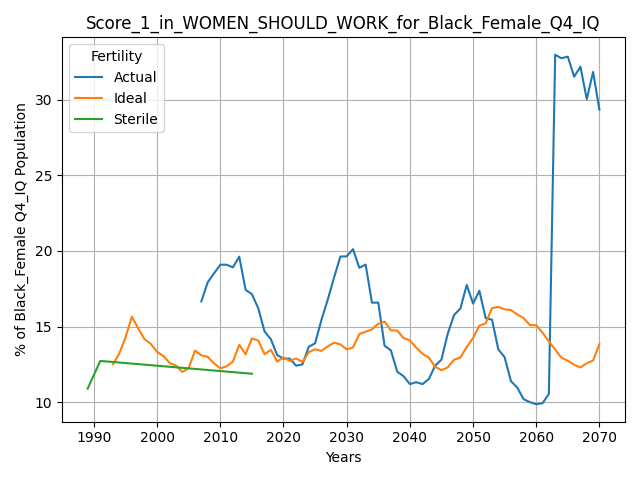 Score_1_in_WOMEN_SHOULD_WORK_for_Black_Female_Q4_IQ
Fertility
Actual
Ideal
Sterile
% of Black_Female Q4_IQ Population
30
25
20
15
10
1990 2000 2010 2020 2030 2040 2050 2060 2070
Years